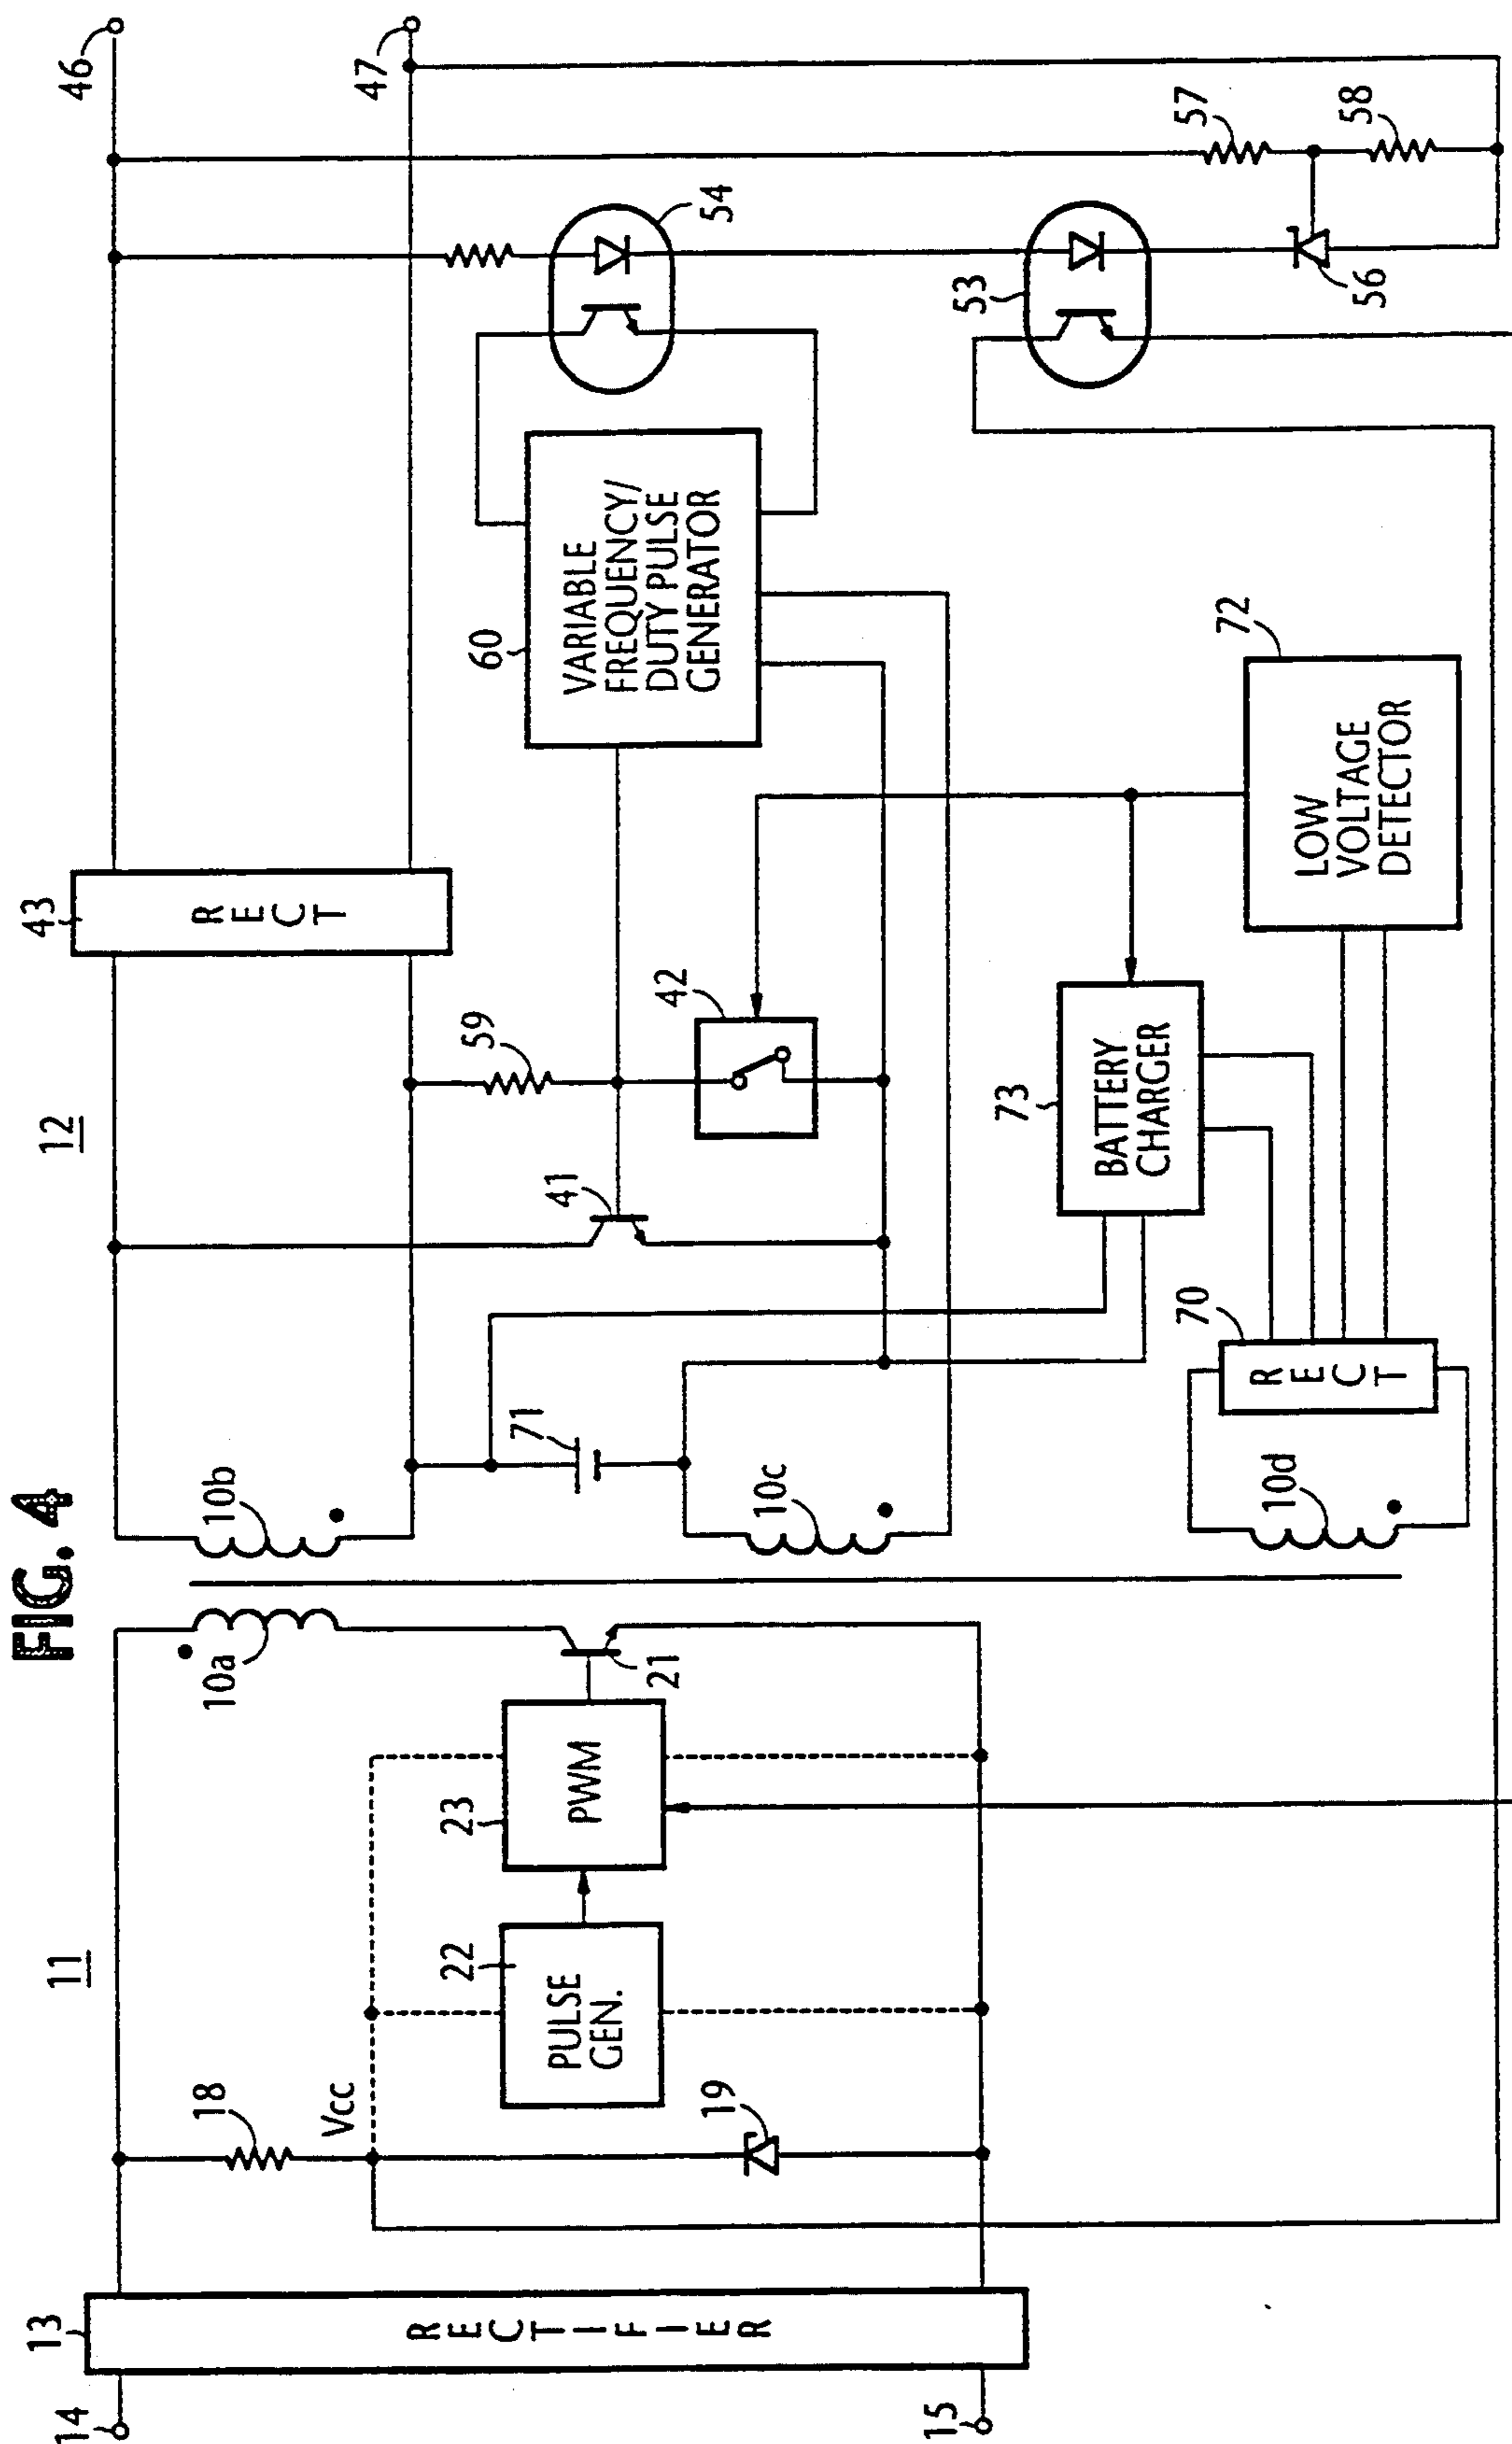 FIG. 4
11
12
13
RECTIFIER
14
15
18
Vcc
19
22
PULSE
GEN.
23
PWM
21
10a
10b
10c
10d
71
41
59
42
43
RECT
46
47
60
VARIABLE
FREQUENCY/
DUTY PULSE
GENERATOR
54
53
57
58
56
70
RECT
73
BATTERY
CHARGER
72
LOW
VOLTAGE
DETECTOR